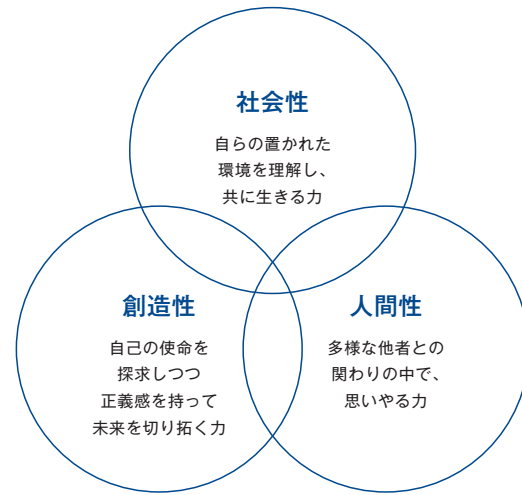 社会性
自らの置かれた
環境を理解し、
共に生きる力
創造性
自己の使命を
探求しつつ
正義感を持って
未来を切り拓く力
人間性
多様な他者との
関わりの中で、
思いやる力